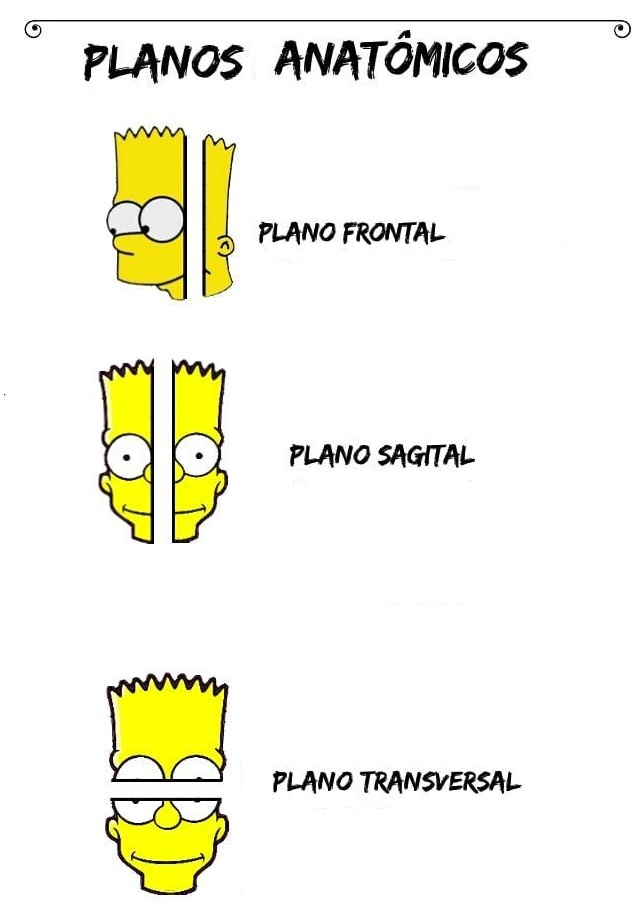 PLANOS ANATÔMICOS
PLANO FRONTAL
PLANO SAGITAL
PLANO TRANSVERSAL